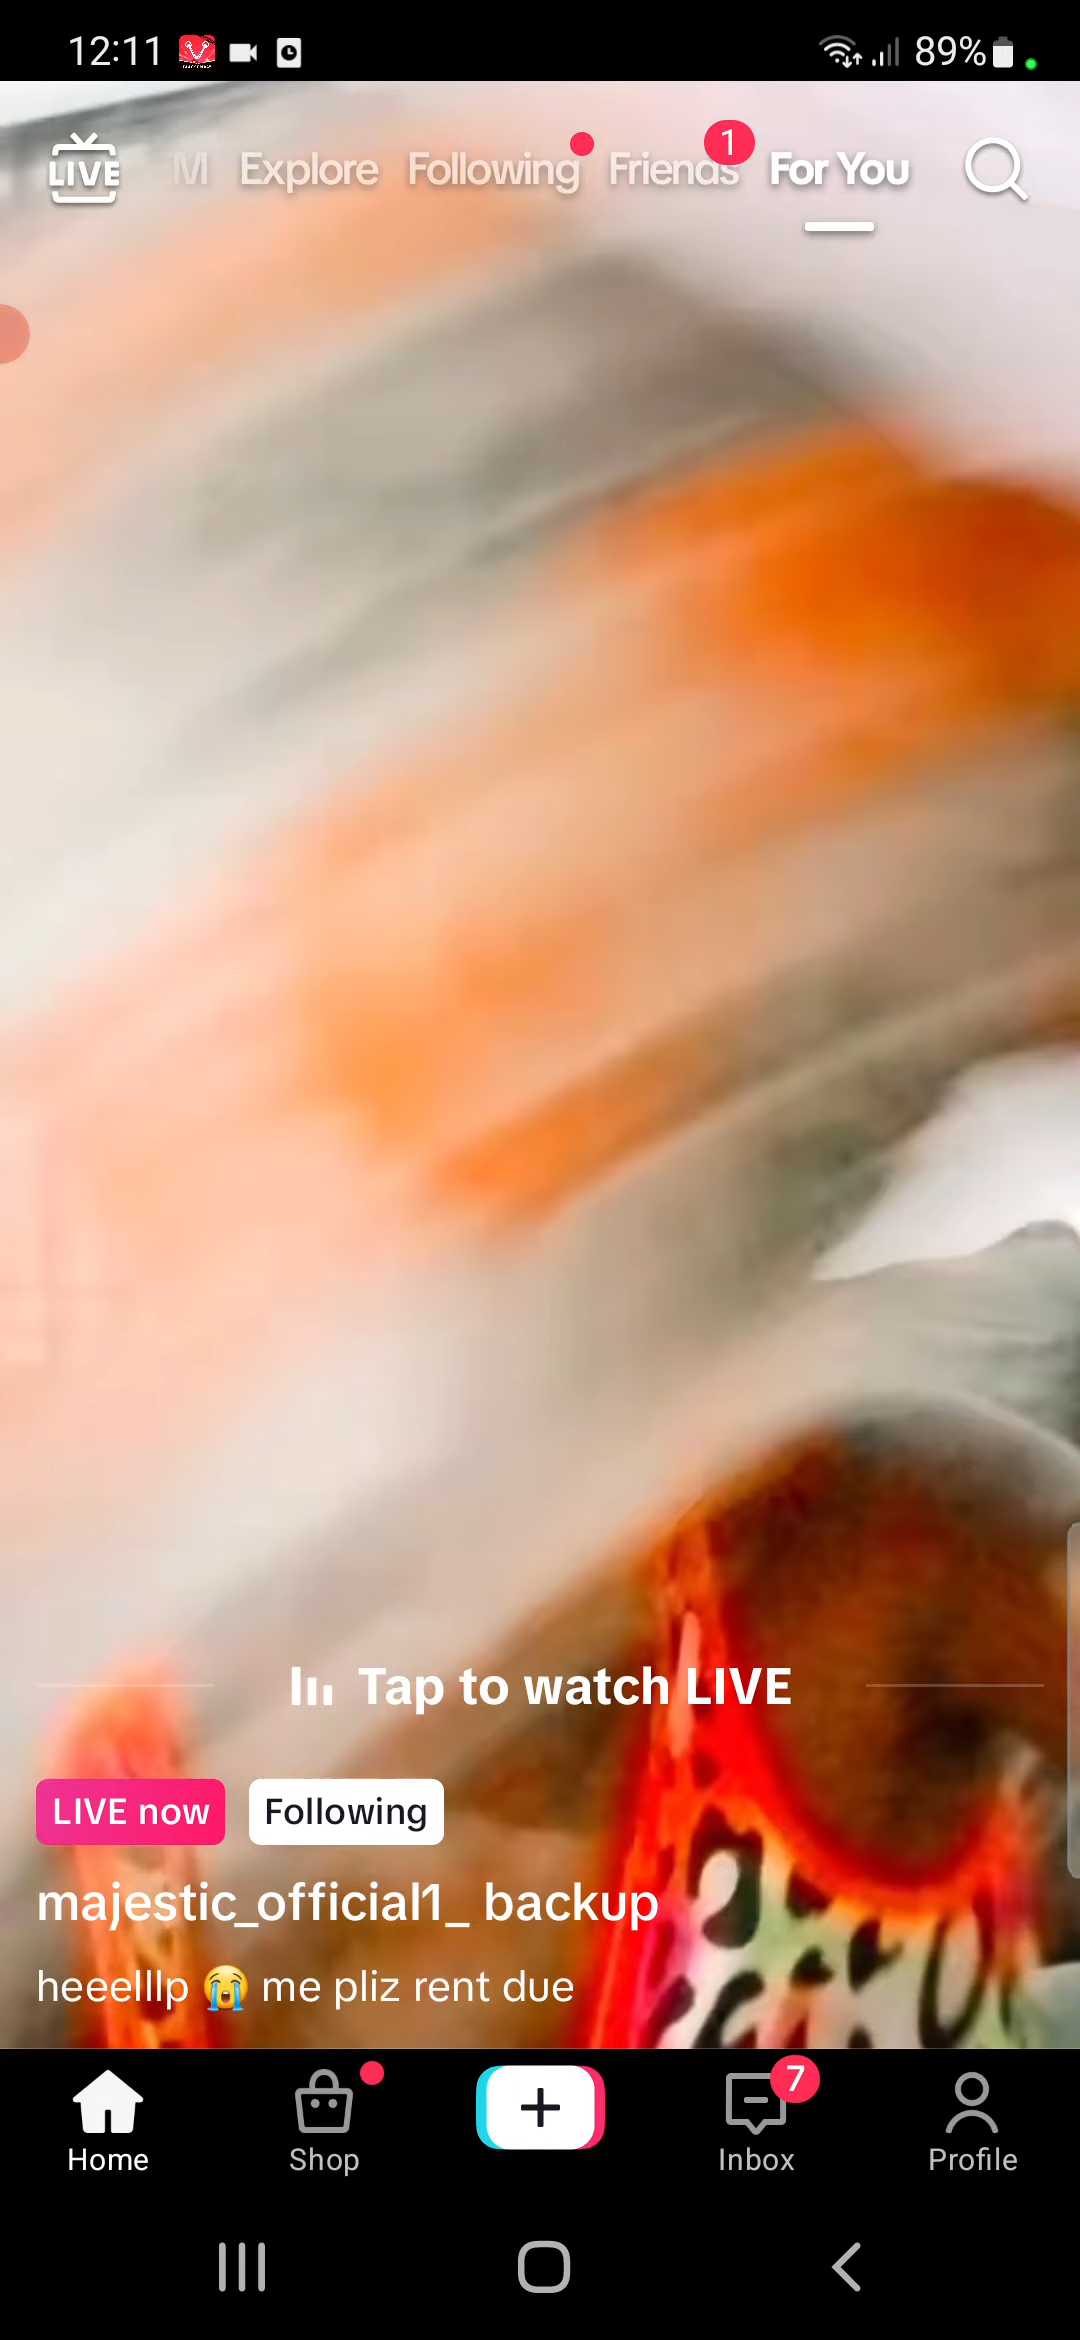 12:11 89%
LIVE M Explore Following Friends 1 For You
Tap to watch LIVE
LIVE now Following
majestic_official1_ backup
heeelllp 😭 me pliz rent due
7
Home Shop Inbox Profile